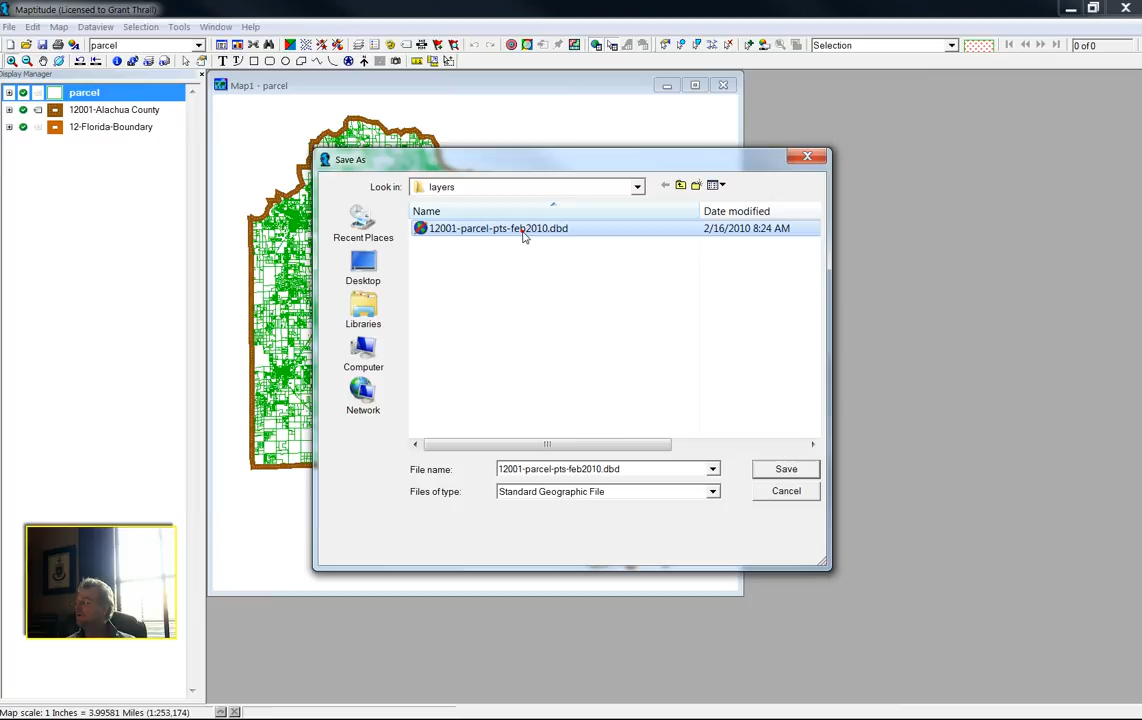 Maptitude (Licensed to Grant Thrall)
File Edit Map Dataview Selection Tools Window Help
parcel
Selection
0 of 0
Display Manager
parcel
12001-Alachua County
12-Florida-Boundary
Map1 - parcel
Save As
Look in: layers
Name Date modified
12001-parcel-pts-feb2010.dbd 2/16/2010 8:24 AM
Recent Places
Desktop
Libraries
Computer
Network
File name: 12001-parcel-pts-feb2010.dbd Save
Files of type: Standard Geographic File Cancel
Map scale: 1 Inches = 3.99581 Miles (1:253,174)